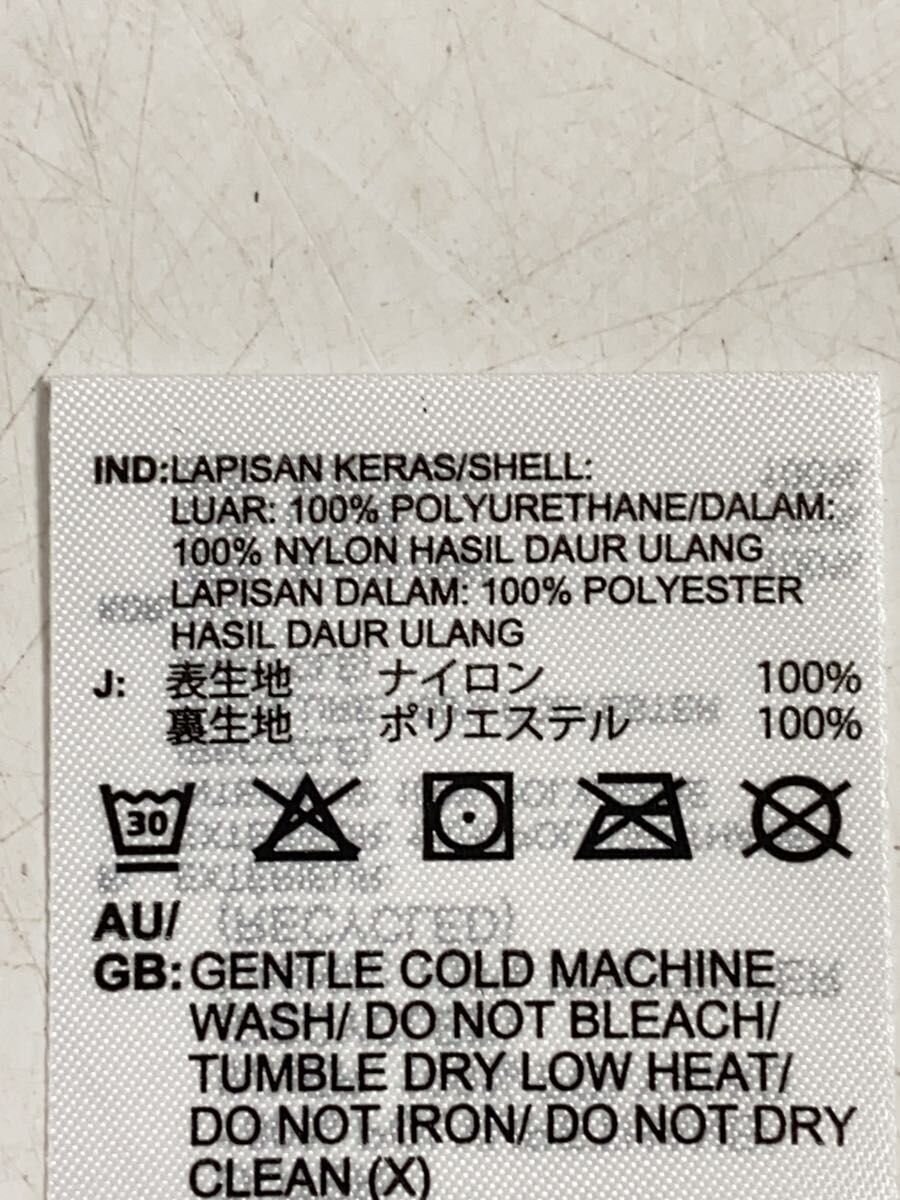 IND:LAPISAN KERAS/SHELL:
LUAR: 100% POLYURETHANE/DALAM:
100% NYLON HASIL DAUR ULANG
LAPISAN DALAM: 100% POLYESTER
HASIL DAUR ULANG
J: 表生地 ナイロン 100%
裏生地 ポリエステル 100%
30
AU/
GB: GENTLE COLD MACHINE
WASH/ DO NOT BLEACH/
TUMBLE DRY LOW HEAT/
DO NOT IRON/ DO NOT DRY
CLEAN (X)